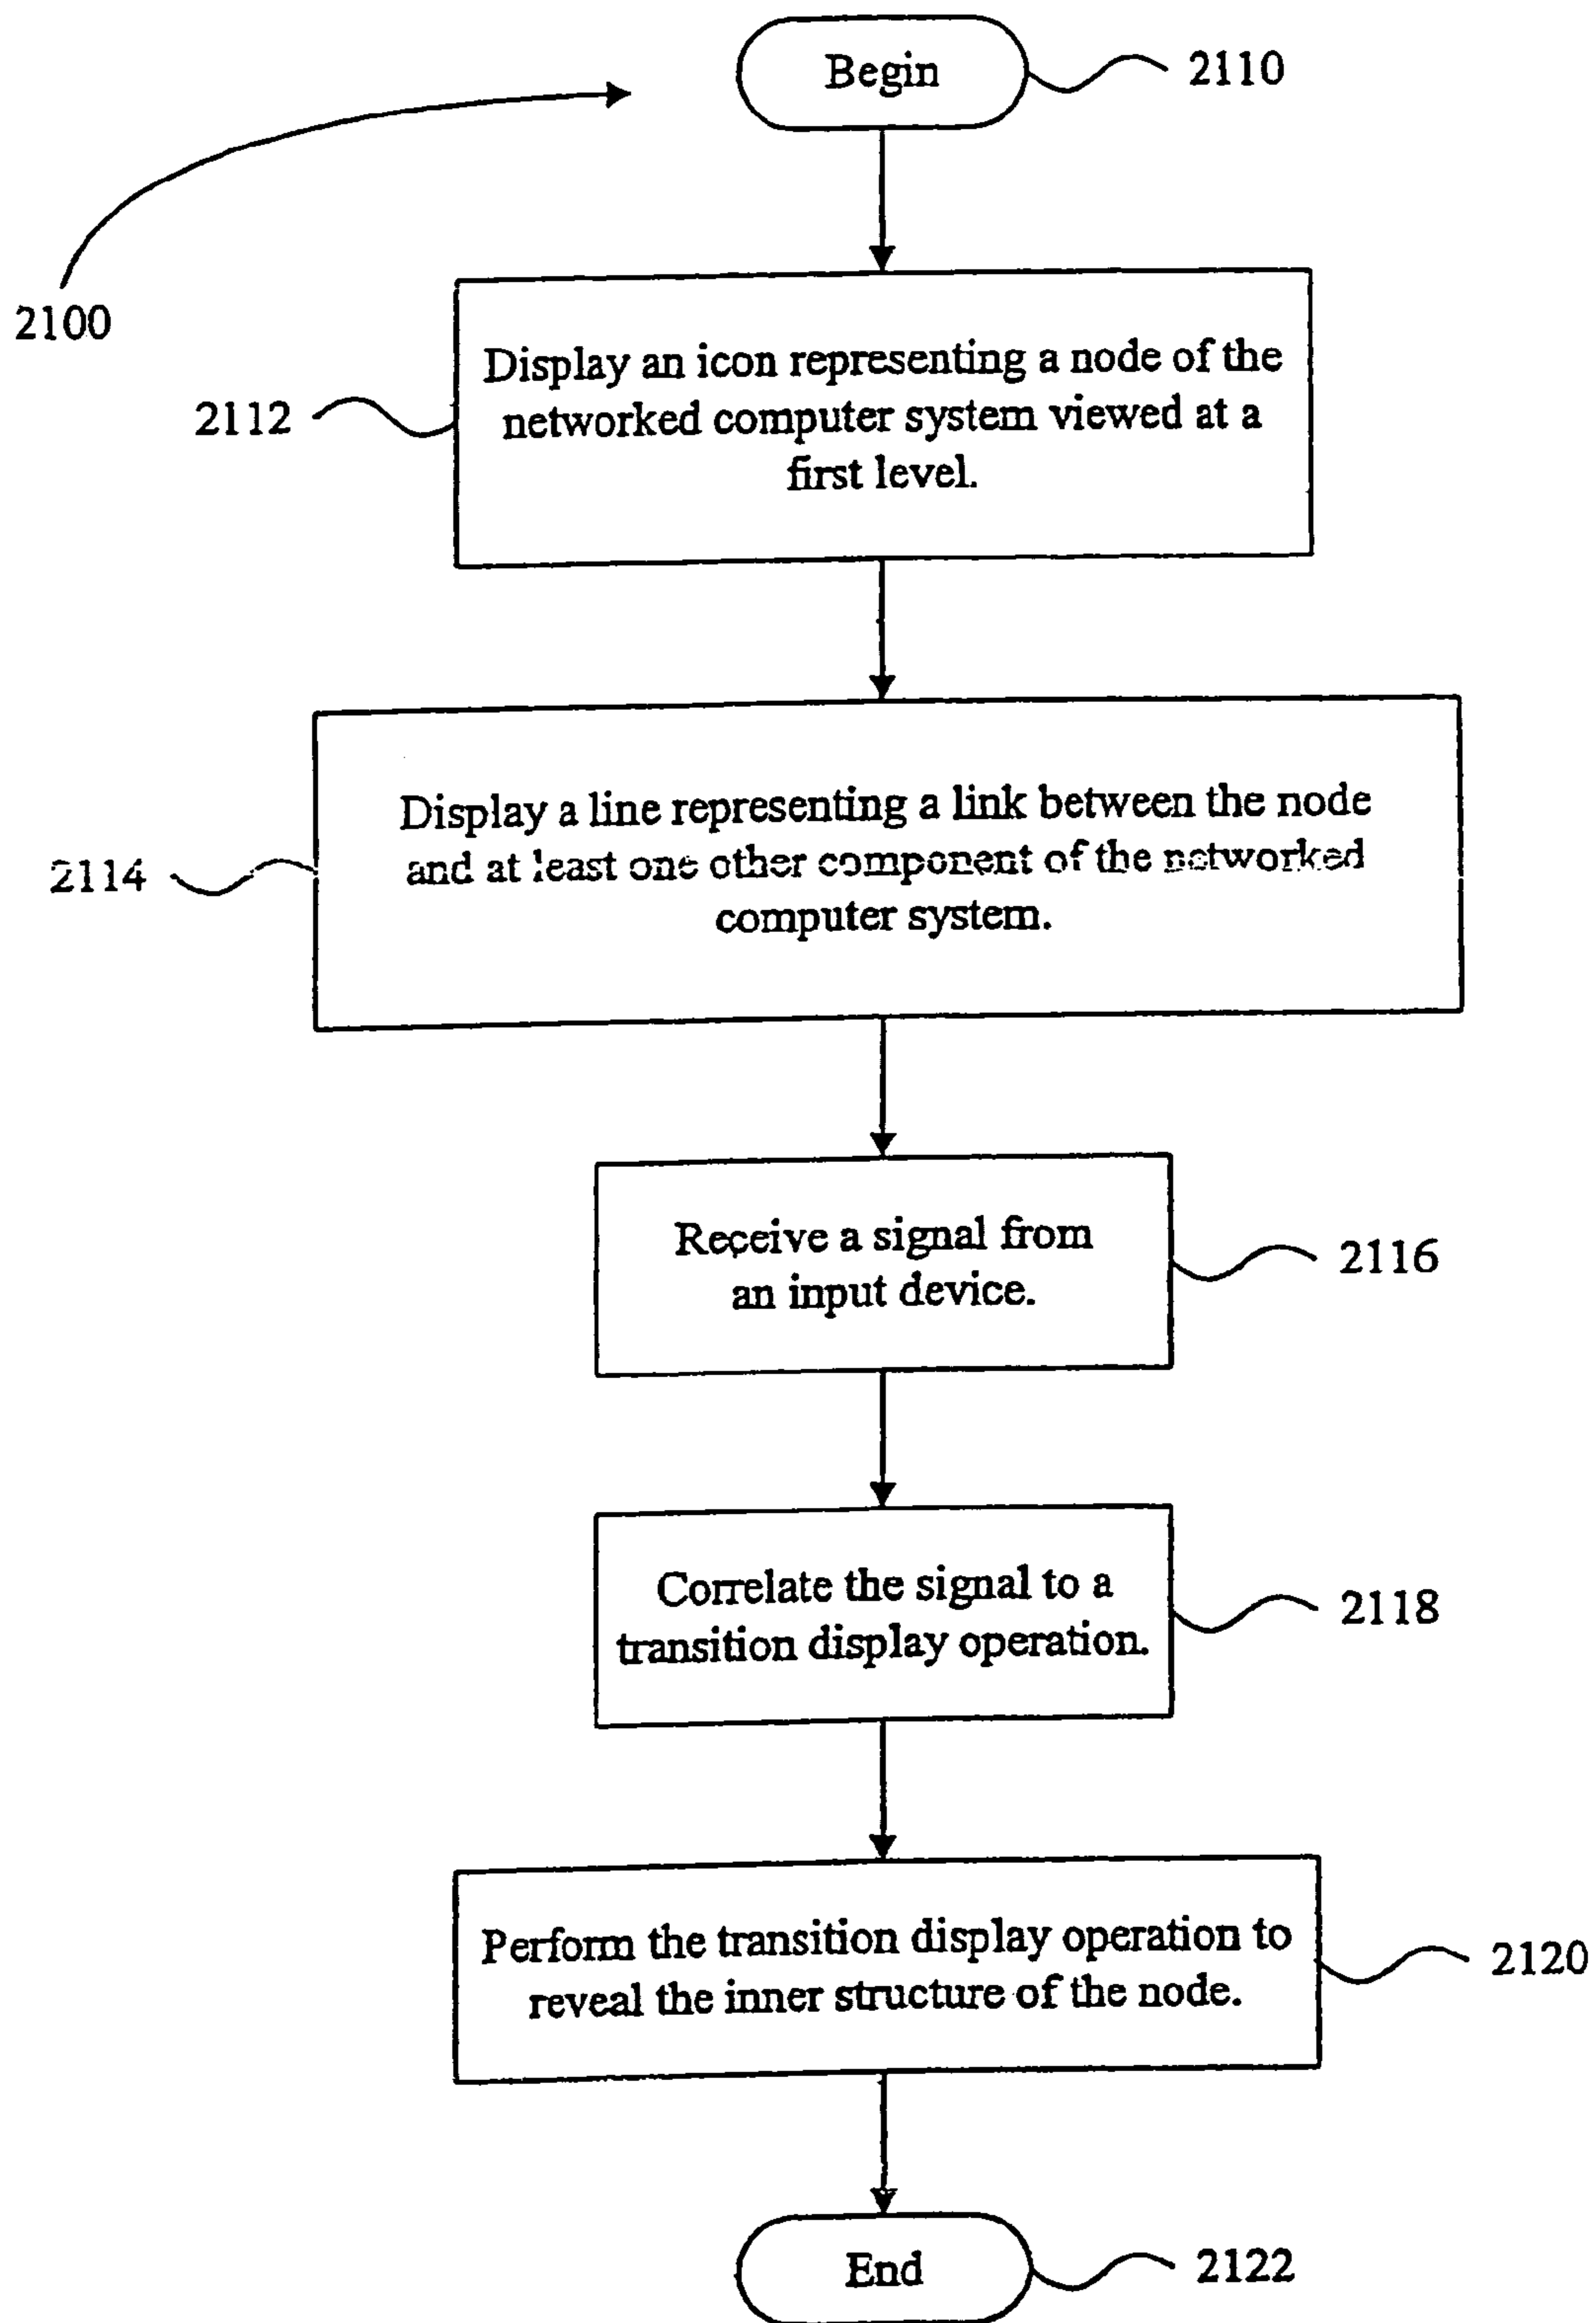 Begin
2110
2100
Display an icon representing a node of the
networked computer system viewed at a
first level.
2112
Display a line representing a link between the node
and at least one other component of the networked
computer system.
2114
Receive a signal from
an input device.
2116
Correlate the signal to a
transition display operation.
2118
Perform the transition display operation to
reveal the inner structure of the node.
2120
End
2122